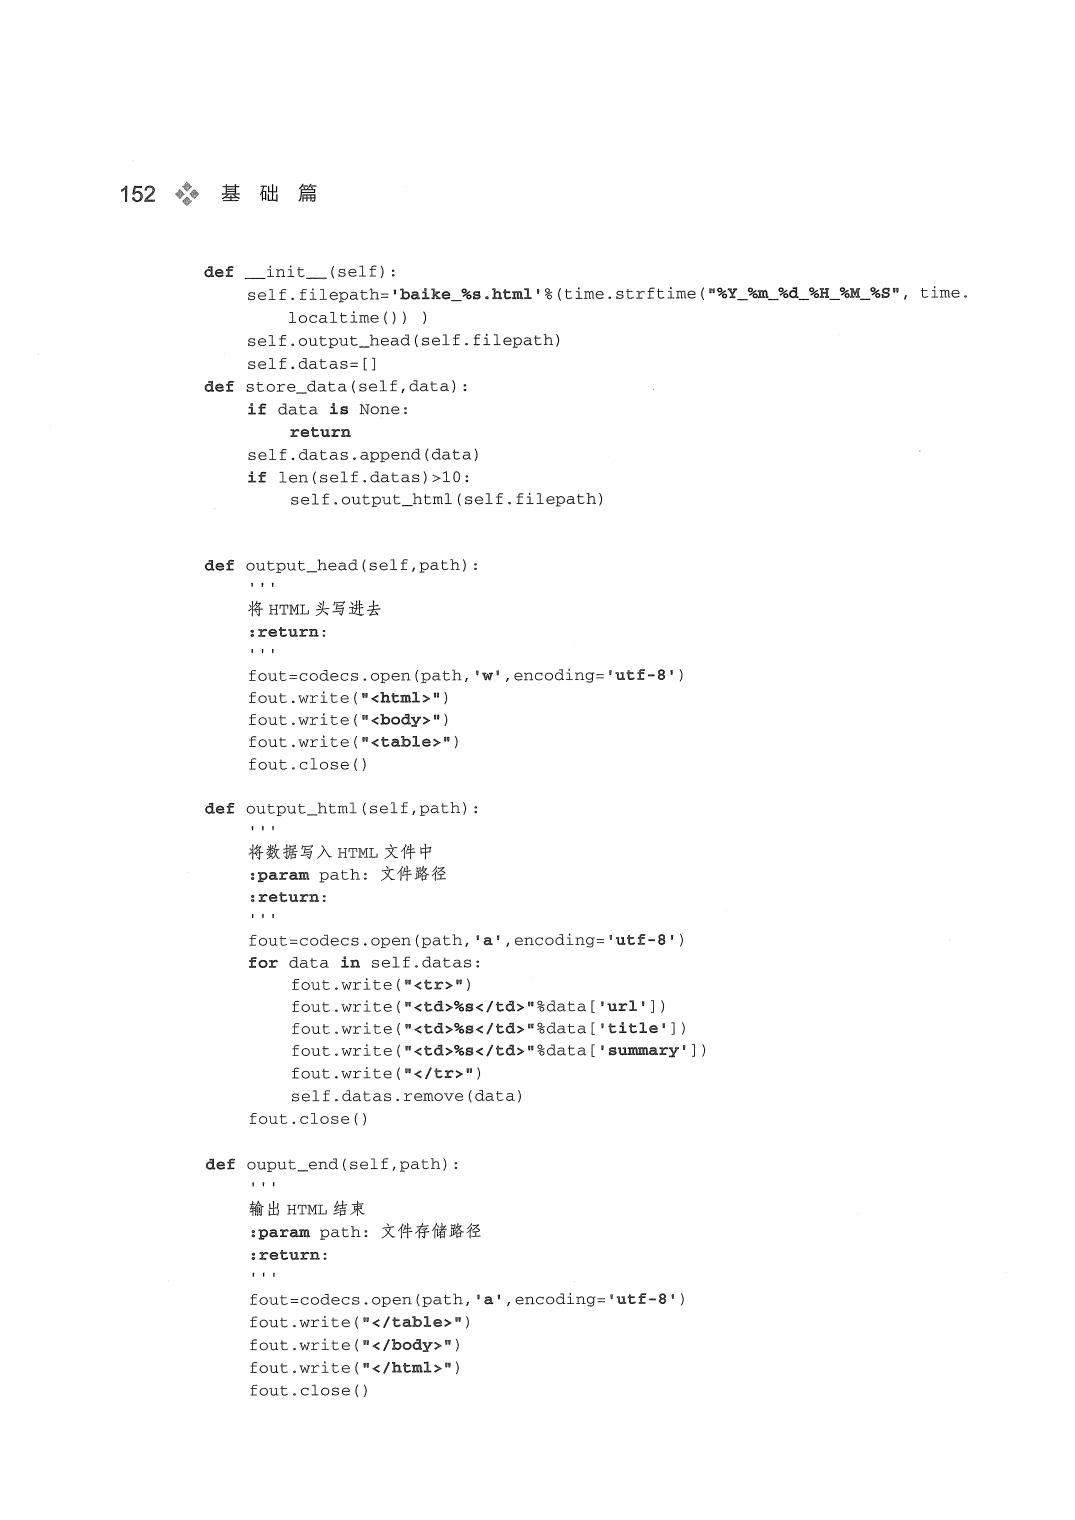 152 基 础 篇
def __init__(self):
self.filepath='baike_%s.html'%(time.strftime("%Y_%m_%d_%H_%M_%S", time.
localtime()) )
self.output_head(self.filepath)
self.datas=[]
def store_data(self,data):
if data is None:
return
self.datas.append(data)
if len(self.datas)>10:
self.output_html(self.filepath)
def output_head(self,path):
'''
将 HTML 头写进去
:return:
'''
fout=codecs.open(path,'w',encoding='utf-8')
fout.write("<html>")
fout.write("<body>")
fout.write("<table>")
fout.close()
def output_html(self,path):
'''
将数据写入 HTML 文件中
:param path: 文件路径
:return:
'''
fout=codecs.open(path,'a',encoding='utf-8')
for data in self.datas:
fout.write("<tr>")
fout.write("<td>%s</td>"%data['url'])
fout.write("<td>%s</td>"%data['title'])
fout.write("<td>%s</td>"%data['summary'])
fout.write("</tr>")
self.datas.remove(data)
fout.close()
def ouput_end(self,path):
'''
输出 HTML 结束
:param path: 文件存储路径
:return:
'''
fout=codecs.open(path,'a',encoding='utf-8')
fout.write("</table>")
fout.write("</body>")
fout.write("</html>")
fout.close()